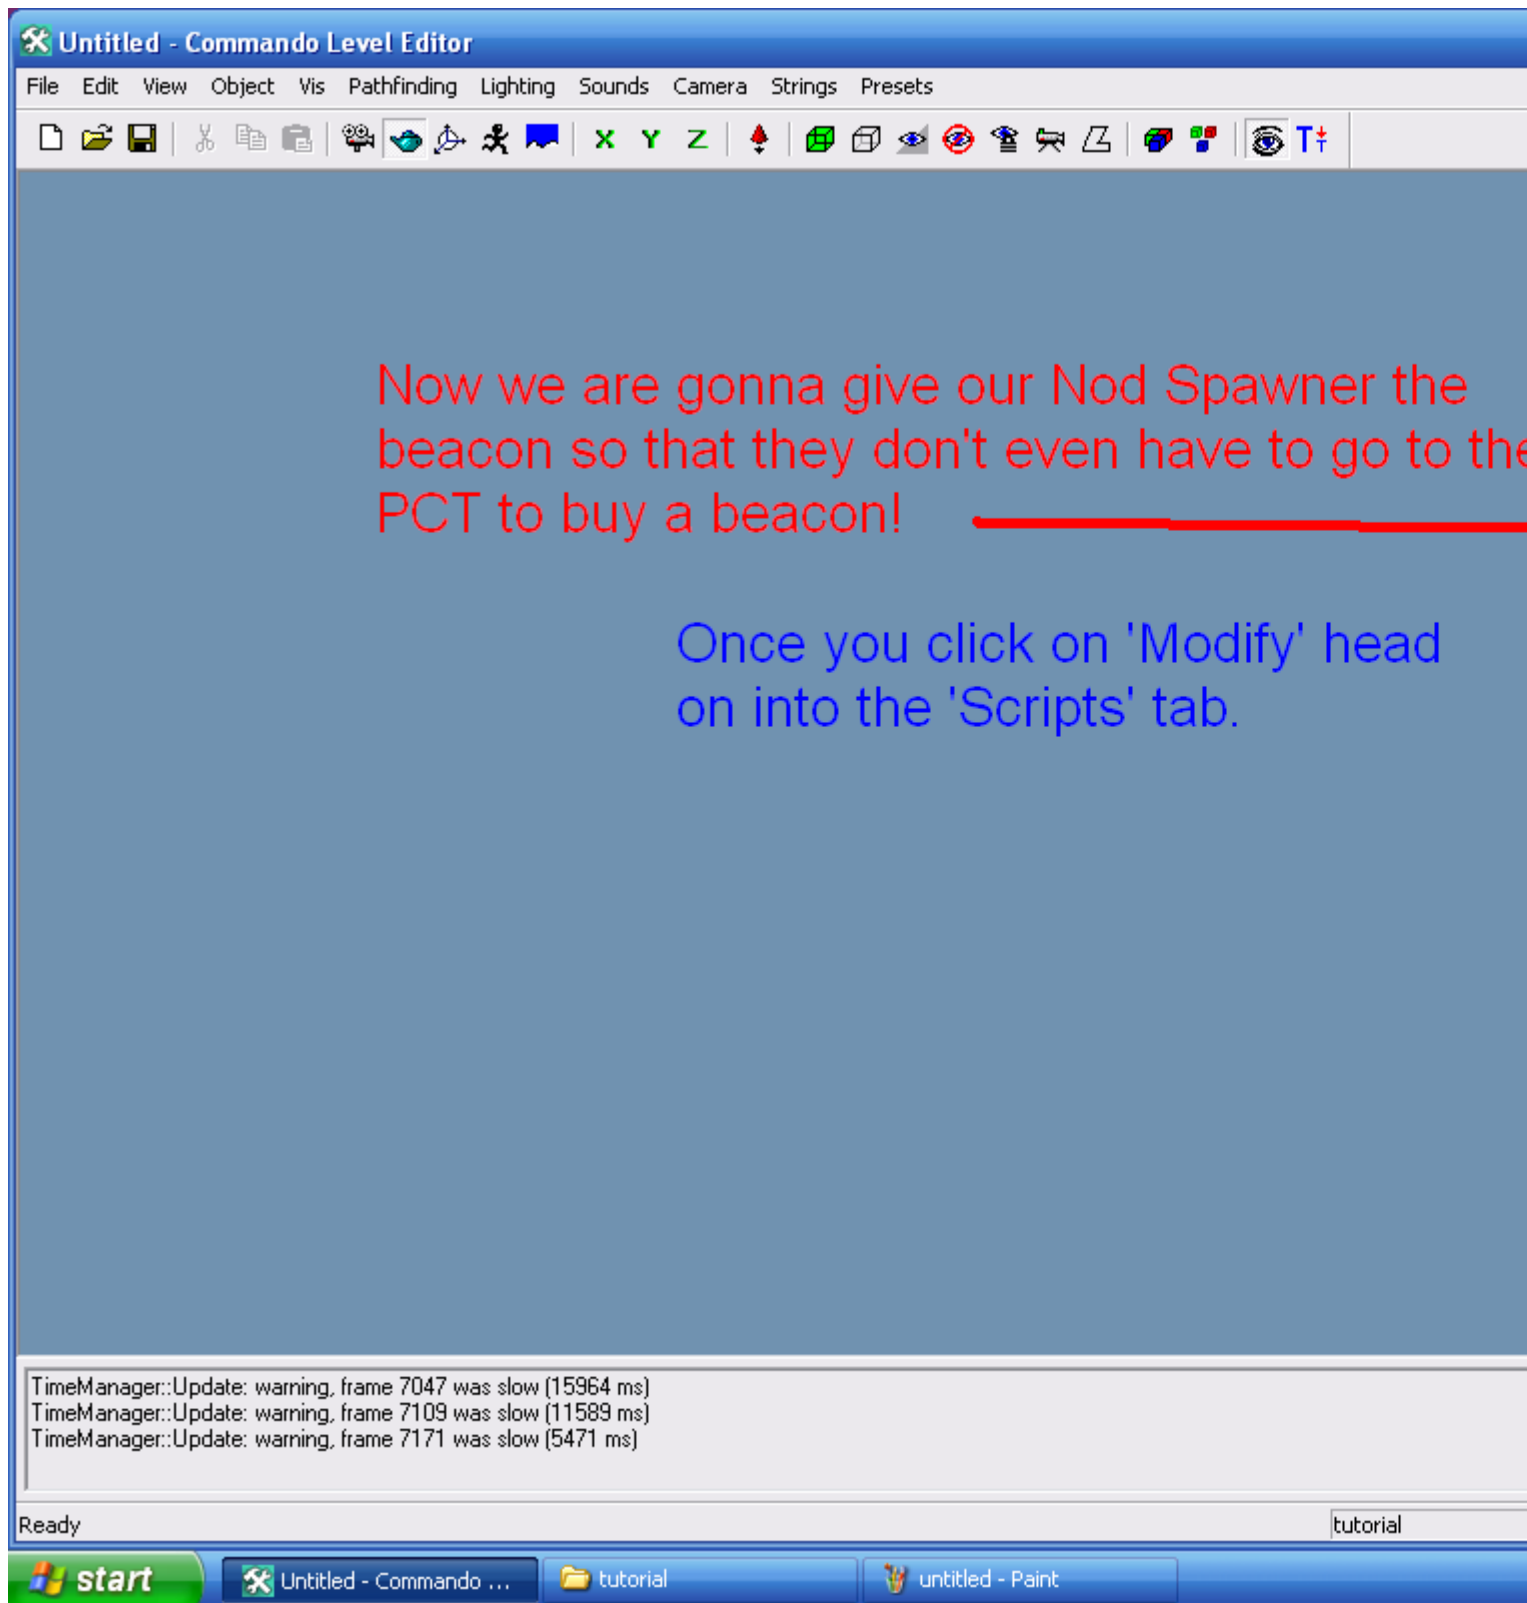 Untitled - Commando Level Editor
File Edit View Object Vis Pathfinding Lighting Sounds Camera Strings Presets
X Y Z T
Now we are gonna give our Nod Spawner the
beacon so that they don't even have to go to the
PCT to buy a beacon!
Once you click on 'Modify' head
on into the 'Scripts' tab.
TimeManager::Update: warning, frame 7047 was slow (15964 ms)
TimeManager::Update: warning, frame 7109 was slow (11589 ms)
TimeManager::Update: warning, frame 7171 was slow (5471 ms)
Ready tutorial
start Untitled - Commando ... tutorial untitled - Paint